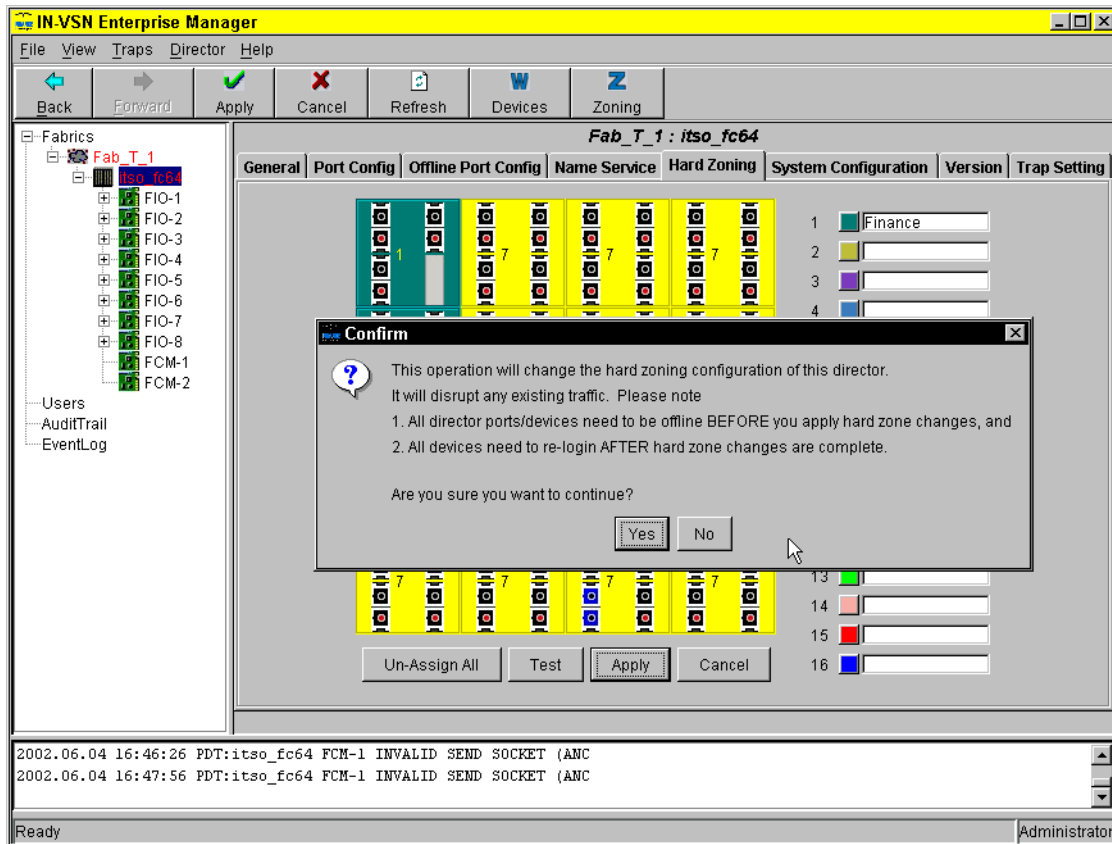 IN-VSN Enterprise Manager
File View Traps Director Help
Back Forward Apply Cancel Refresh Devices Zoning
Fabrics
Fab_T_1
itso_fc64
FIO-1
FIO-2
FIO-3
FIO-4
FIO-5
FIO-6
FIO-7
FIO-8
FCM-1
FCM-2
Users
AuditTrail
EventLog
Fab_T_1 : itso_fc64
General Port Config Offline Port Config Name Service Hard Zoning System Configuration Version Trap Setting
1 7 7 7
1 Finance
2
3
4
Confirm
This operation will change the hard zoning configuration of this director.
It will disrupt any existing traffic. Please note
1. All director ports/devices need to be offline BEFORE you apply hard zone changes, and
2. All devices need to re-login AFTER hard zone changes are complete.
Are you sure you want to continue?
Yes No
7 7 7 7
13
14
15
16
Un-Assign All Test Apply Cancel
2002.06.04 16:46:26 PDT:itso_fc64 FCM-1 INVALID SEND SOCKET (ANC
2002.06.04 16:47:56 PDT:itso_fc64 FCM-1 INVALID SEND SOCKET (ANC
Ready Administrator